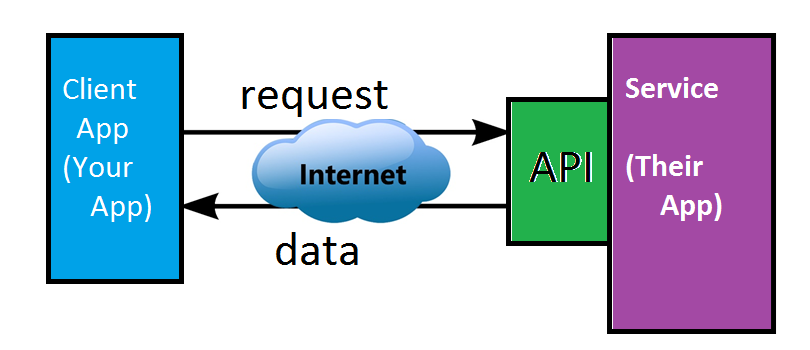 Client
App
(Your
App)
request
Internet
data
API
Service
(Their
App)